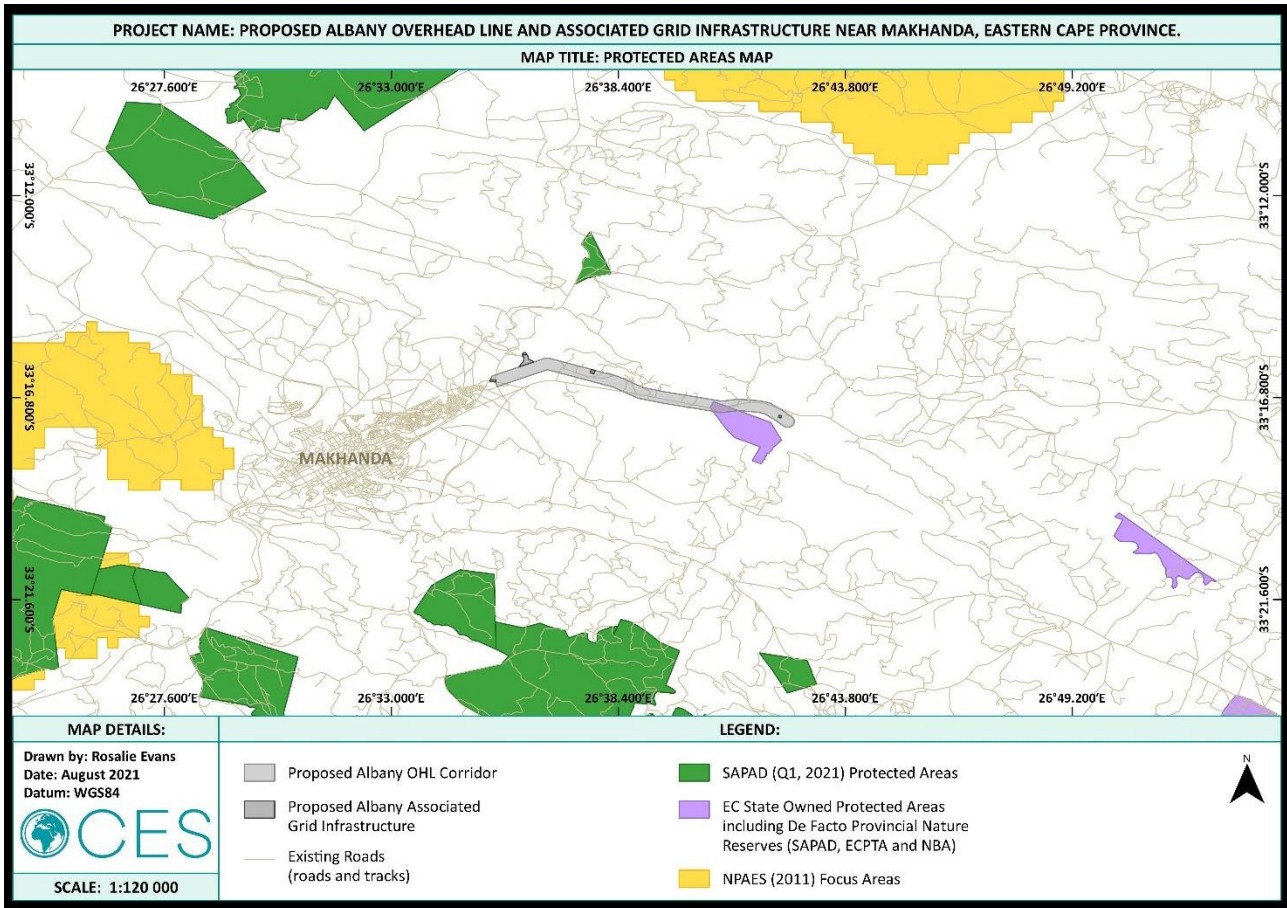 PROJECT NAME: PROPOSED ALBANY OVERHEAD LINE AND ASSOCIATED GRID INFRASTRUCTURE NEAR MAKHANDA, EASTERN CAPE PROVINCE.
MAP TITLE: PROTECTED AREAS MAP
26°27.600'E
26°33.000'E
26°38.400'E
26°43.800'E
26°49.200'E
33°12.000'S
33°12.000'S
33°16.800'S
33°16.800'S
MAKHANDA
33°21.600'S
33°21.600'S
26°27.600'E
26°33.000'E
26°38.400'E
26°43.800'E
26°49.200'E
MAP DETAILS:
Drawn by: Rosalie Evans
Date: August 2021
Datum: WGS84
CES
SCALE: 1:120 000
LEGEND:
Proposed Albany OHL Corridor
Proposed Albany Associated
Grid Infrastructure
Existing Roads
(roads and tracks)
SAPAD (Q1, 2021) Protected Areas
EC State Owned Protected Areas
including De Facto Provincial Nature
Reserves (SAPAD, ECPTA and NBA)
NPAES (2011) Focus Areas
N